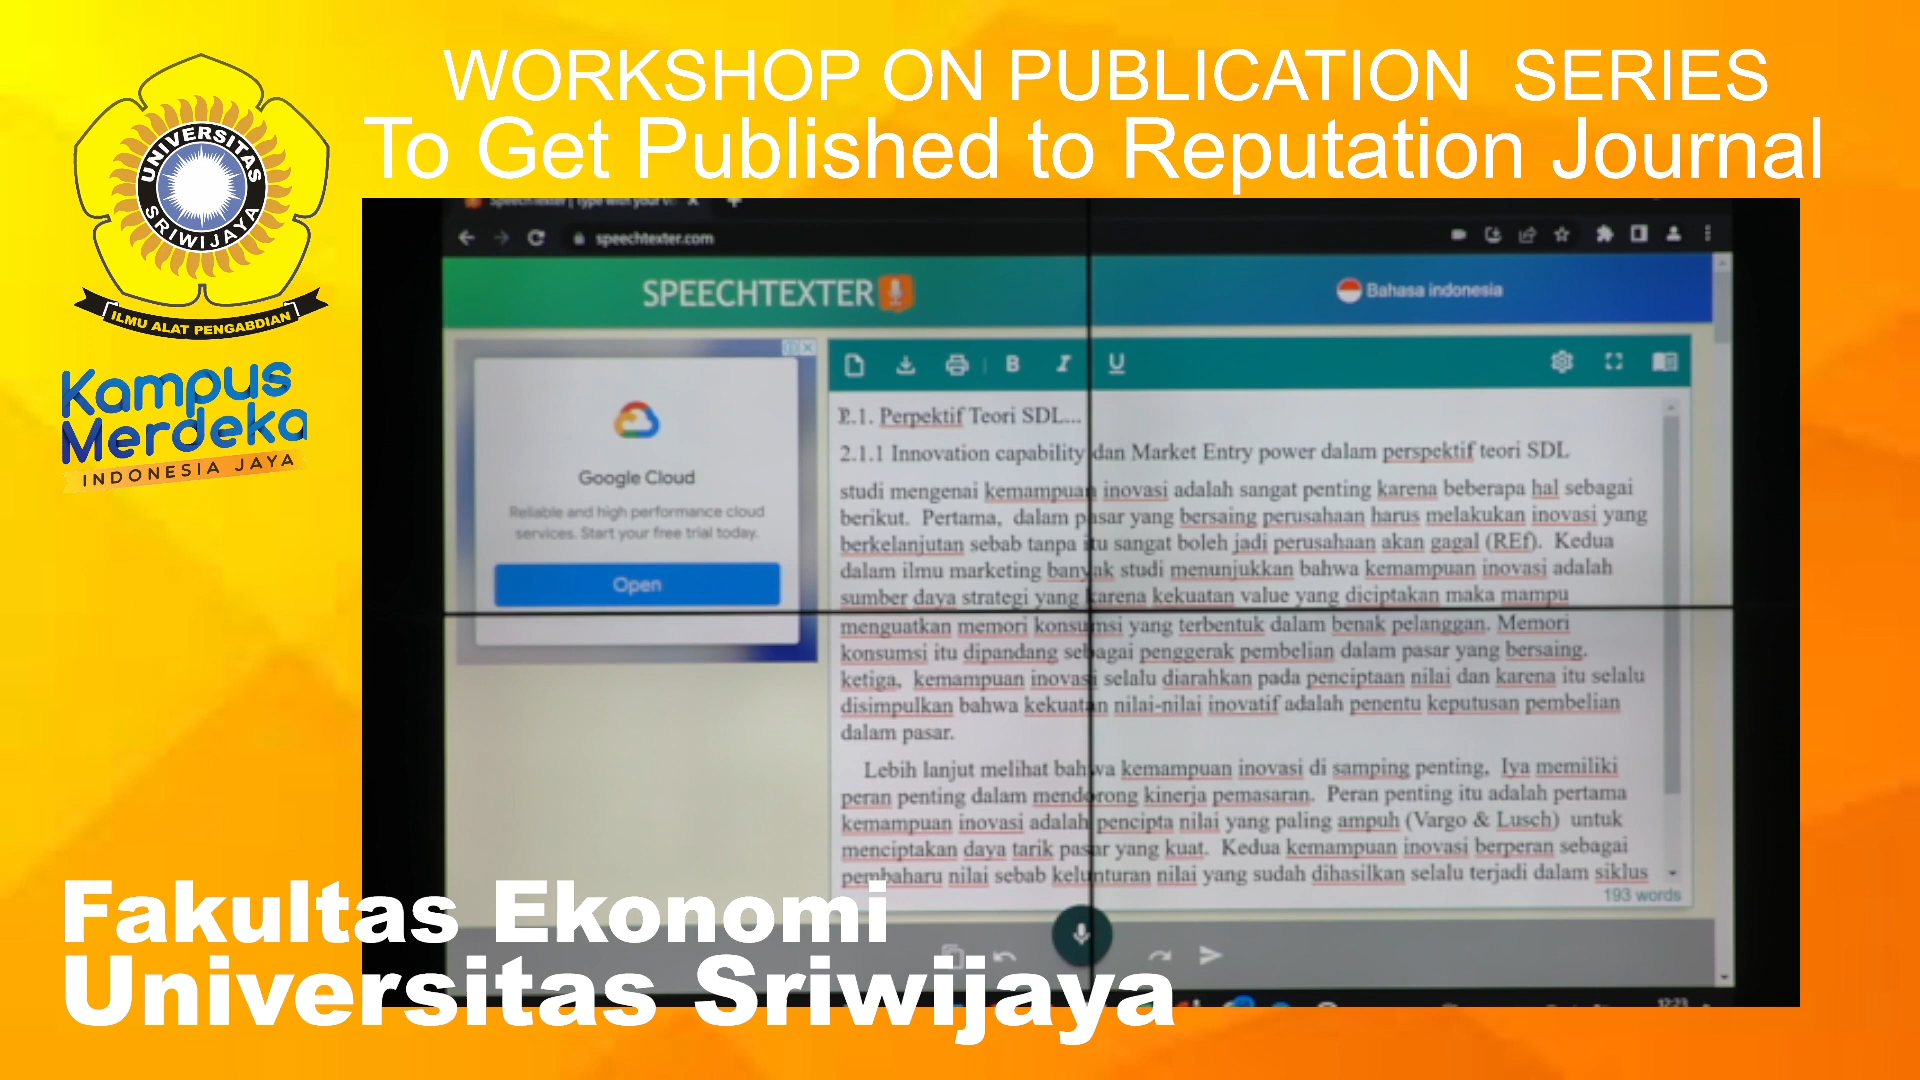 WORKSHOP ON PUBLICATION SERIES
To Get Published to Reputation Journal
UNIVERSITAS
SRIWIJAYA
ILMU ALAT PENGABDIAN
Kampus
Merdeka
INDONESIA JAYA
SpeechTexter | Type with your
speechtexter.com
SPEECHTEXTER
Bahasa indonesia
Google Cloud
Reliable and high performance cloud
services. Start your free trial today.
Open
B I U
2.1. Perpektif Teori SDL...
2.1.1 Innovation capability dan Market Entry power dalam perspektif teori SDL
studi mengenai kemampuan inovasi adalah sangat penting karena beberapa hal sebagai
berikut. Pertama, dalam pasar yang bersaing perusahaan harus melakukan inovasi yang
berkelanjutan sebab tanpa itu sangat boleh jadi perusahaan akan gagal (REf). Kedua
dalam ilmu marketing banyak studi menunjukkan bahwa kemampuan inovasi adalah
sumber daya strategi yang karena kekuatan value yang diciptakan maka mampu
menguatkan memori konsumsi yang terbentuk dalam benak pelanggan. Memori
konsumsi itu dipandang sebagai penggerak pembelian dalam pasar yang bersaing.
ketiga, kemampuan inovasi selalu diarahkan pada penciptaan nilai dan karena itu selalu
disimpulkan bahwa kekuatan nilai-nilai inovatif adalah penentu keputusan pembelian
dalam pasar.
Lebih lanjut melihat bahwa kemampuan inovasi di samping penting, Iya memiliki
peran penting dalam mendorong kinerja pemasaran. Peran penting itu adalah pertama
kemampuan inovasi adalah pencipta nilai yang paling ampuh (Vargo & Lusch) untuk
menciptakan daya tarik pasar yang kuat. Kedua kemampuan inovasi berperan sebagai
pembaharu nilai sebab kelunturan nilai yang sudah dihasilkan selalu terjadi dalam siklus
193 words
12:23
Fakultas Ekonomi
Universitas Sriwijaya